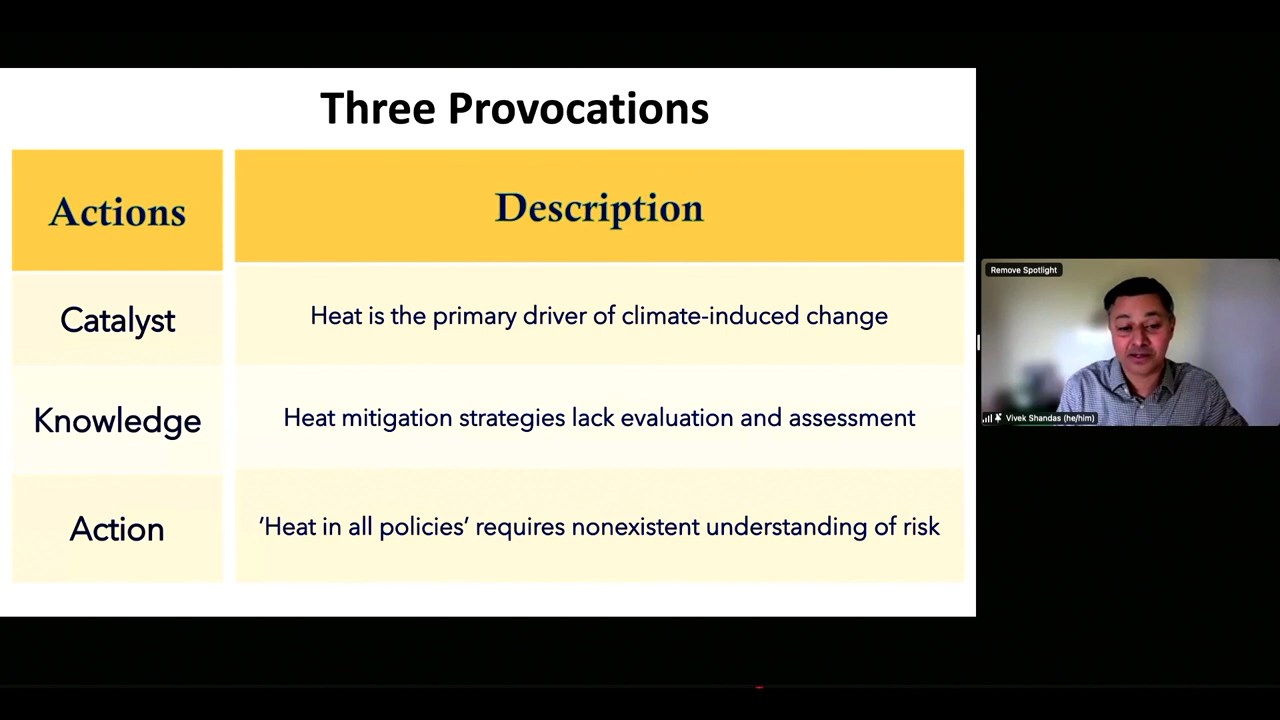 Three Provocations
Actions
Description
Catalyst
Heat is the primary driver of climate-induced change
Knowledge
Heat mitigation strategies lack evaluation and assessment
Action
‘Heat in all policies’ requires nonexistent understanding of risk
Remove Spotlight
Vivek Shandas (he/him)